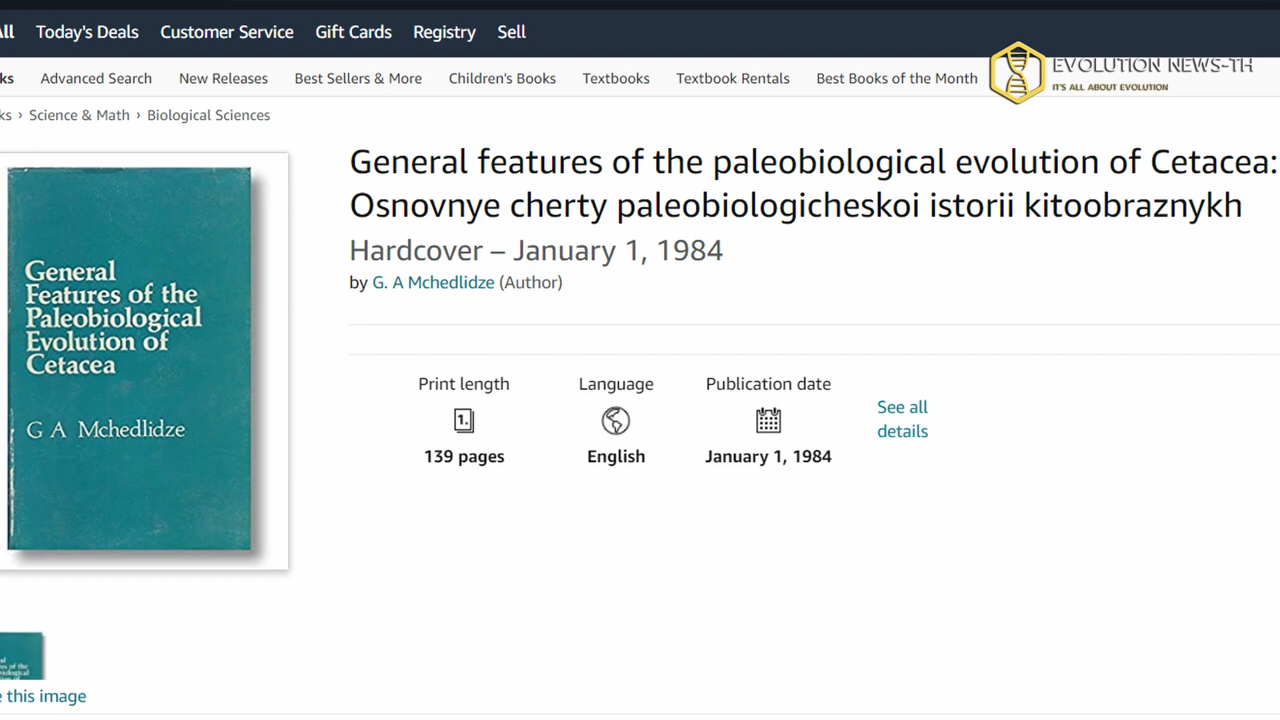 All Today's Deals Customer Service Gift Cards Registry Sell
ks Advanced Search New Releases Best Sellers & More Children's Books Textbooks Textbook Rentals Best Books of the Month
EVOLUTION NEWS-TH
IT'S ALL ABOUT EVOLUTION
ks › Science & Math › Biological Sciences
General features of the paleobiological evolution of Cetacea:
Osnovnye cherty paleobiologicheskoi istorii kitoobraznykh
Hardcover – January 1, 1984
by G. A Mchedlidze (Author)
General
Features of the
Paleobiological
Evolution of
Cetacea
G A Mchedlidze
Print length Language Publication date
1.
139 pages English January 1, 1984
See all
details
e this image